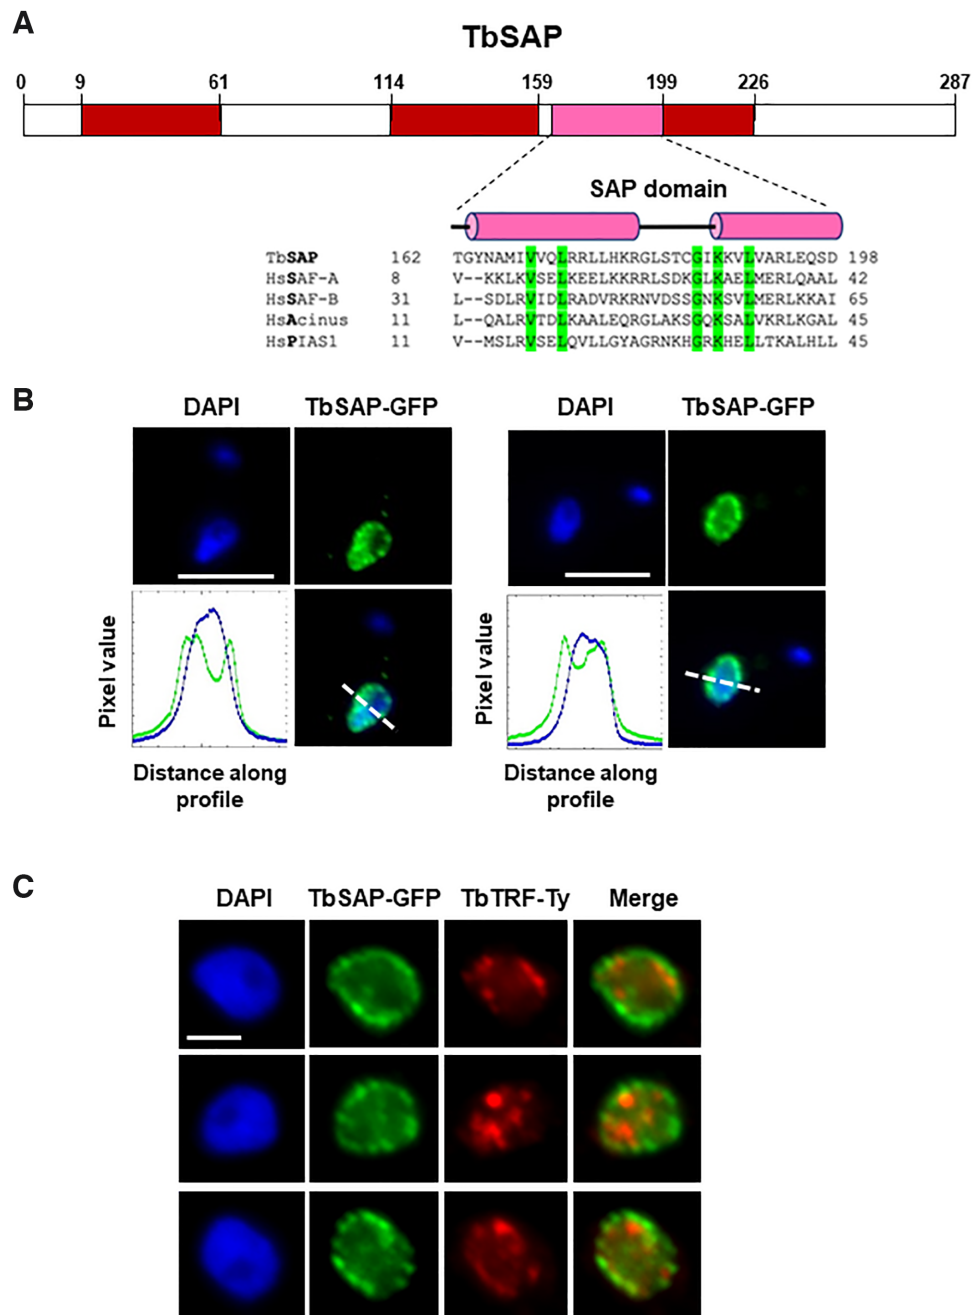 A
TbSAP
0 9 61 114 159 199 226 287
SAP domain
TbSAP 162 TGYNAMIVVQLRRLLHKRGLSTCGIKKVLVARLEQSD 198
HsSAF-A 8 V--KKLKVSELKEELKKRRLSDKGLKAELMERLQAAL 42
HsSAF-B 31 L--SDLRVIDLRADVRKRNVDSSGNKSVLMERLKKAI 65
HsAcinus 11 L--QALRVTDLKAALEQRGLAKSGQKSALVKRLKGAL 45
HsPIAS1 11 V--MSLRVSELQVLLGYAGRNKHGRKHELLTKALHLL 45
B
DAPI TbSAP-GFP DAPI TbSAP-GFP
Pixel value
Pixel value
Distance along
profile
Distance along
profile
C
DAPI TbSAP-GFP TbTRF-Ty Merge